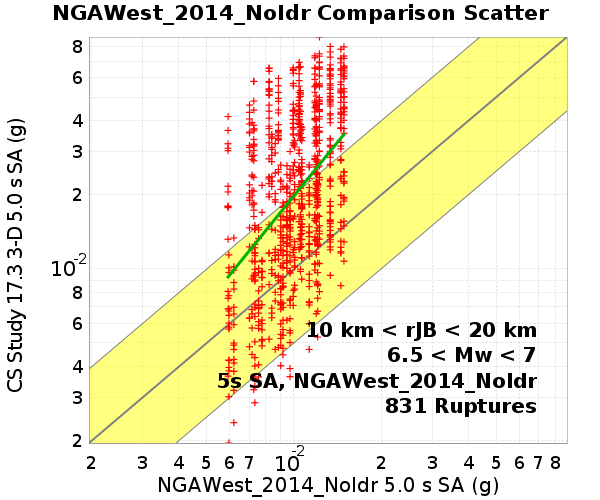 NGAWest_2014_NoIdr Comparison Scatter
CS Study 17.3 3-D 5.0 s SA (g)
8
6
4
3
2
10-2
8
6
4
3
2
10 km < rJB < 20 km
6.5 < Mw < 7
5s SA, NGAWest_2014_NoIdr
831 Ruptures
2 3 4 5 6 7 10-2 2 3 4 5 6 7 8
NGAWest_2014_NoIdr 5.0 s SA (g)